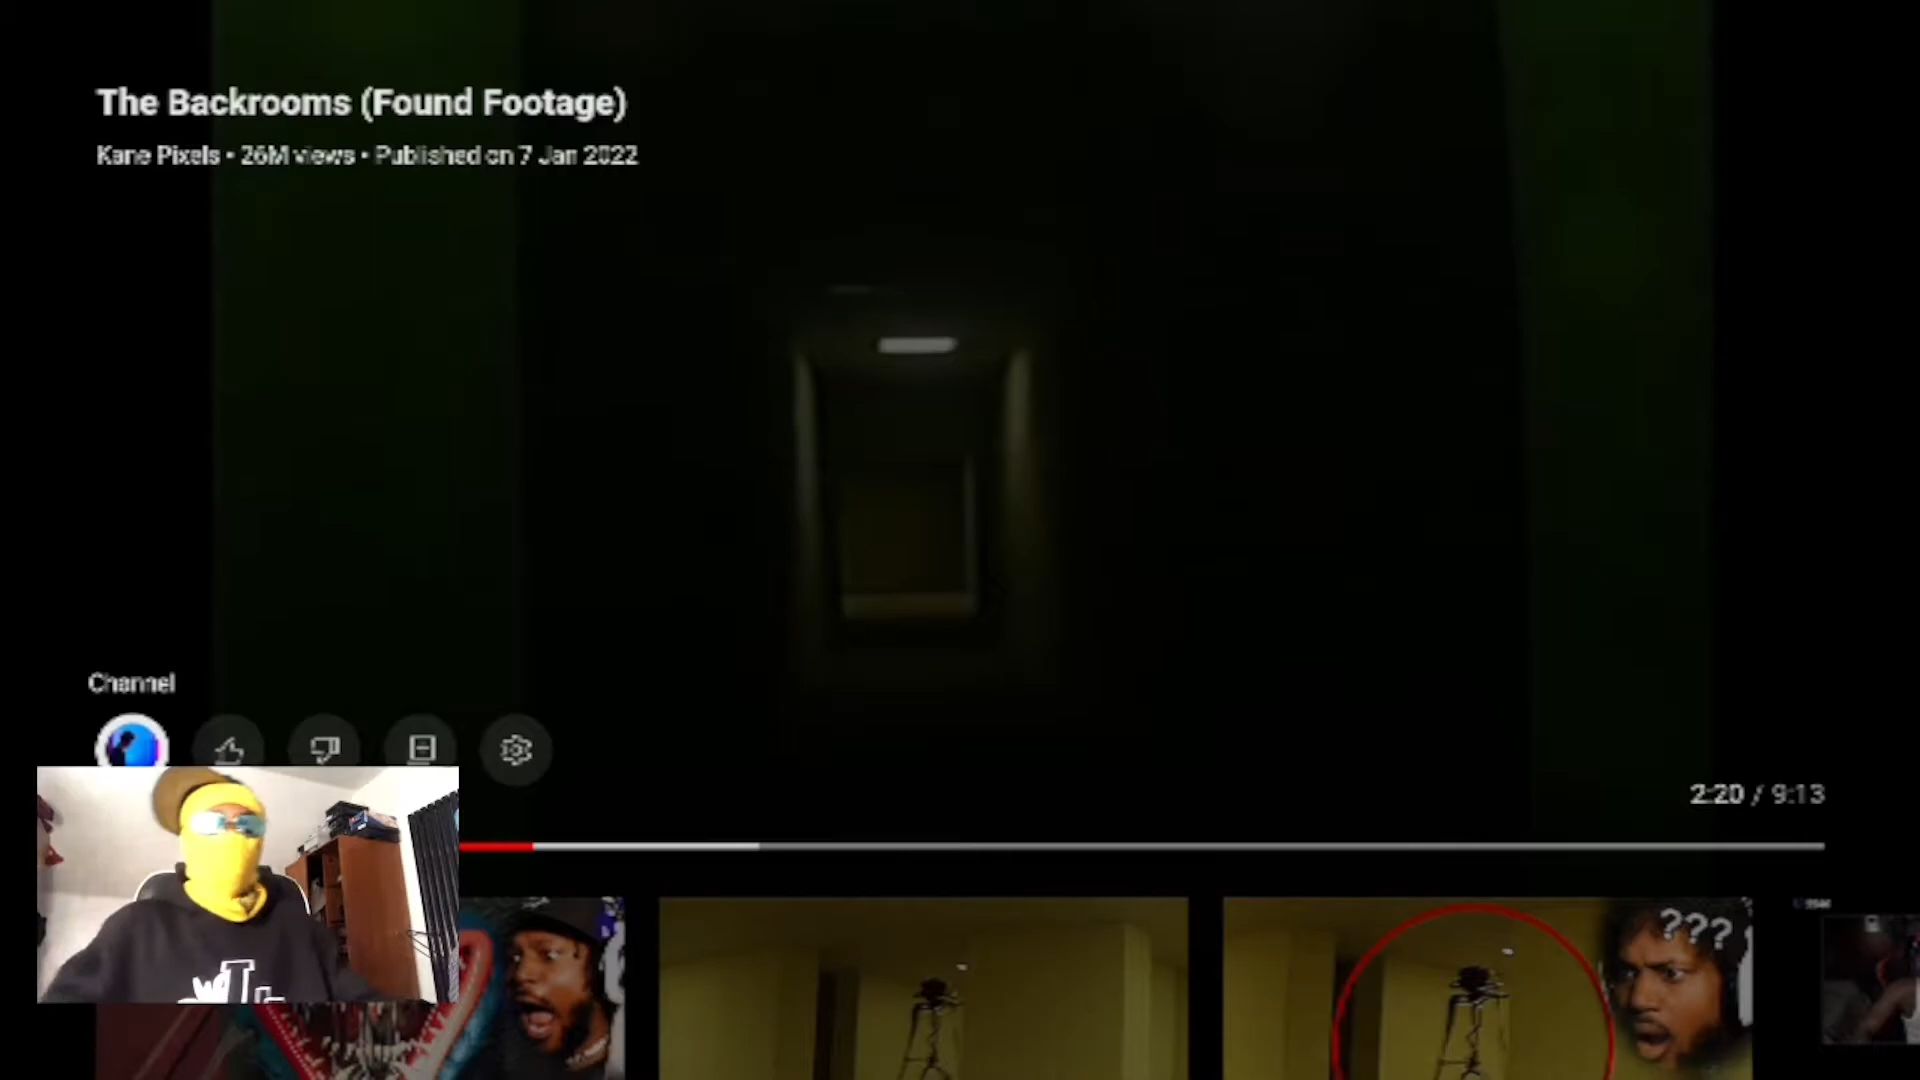 The Backrooms (Found Footage)
Kane Pixels • 26M views • Published on 7 Jan 2022
Channel
2:20 / 9:13
???